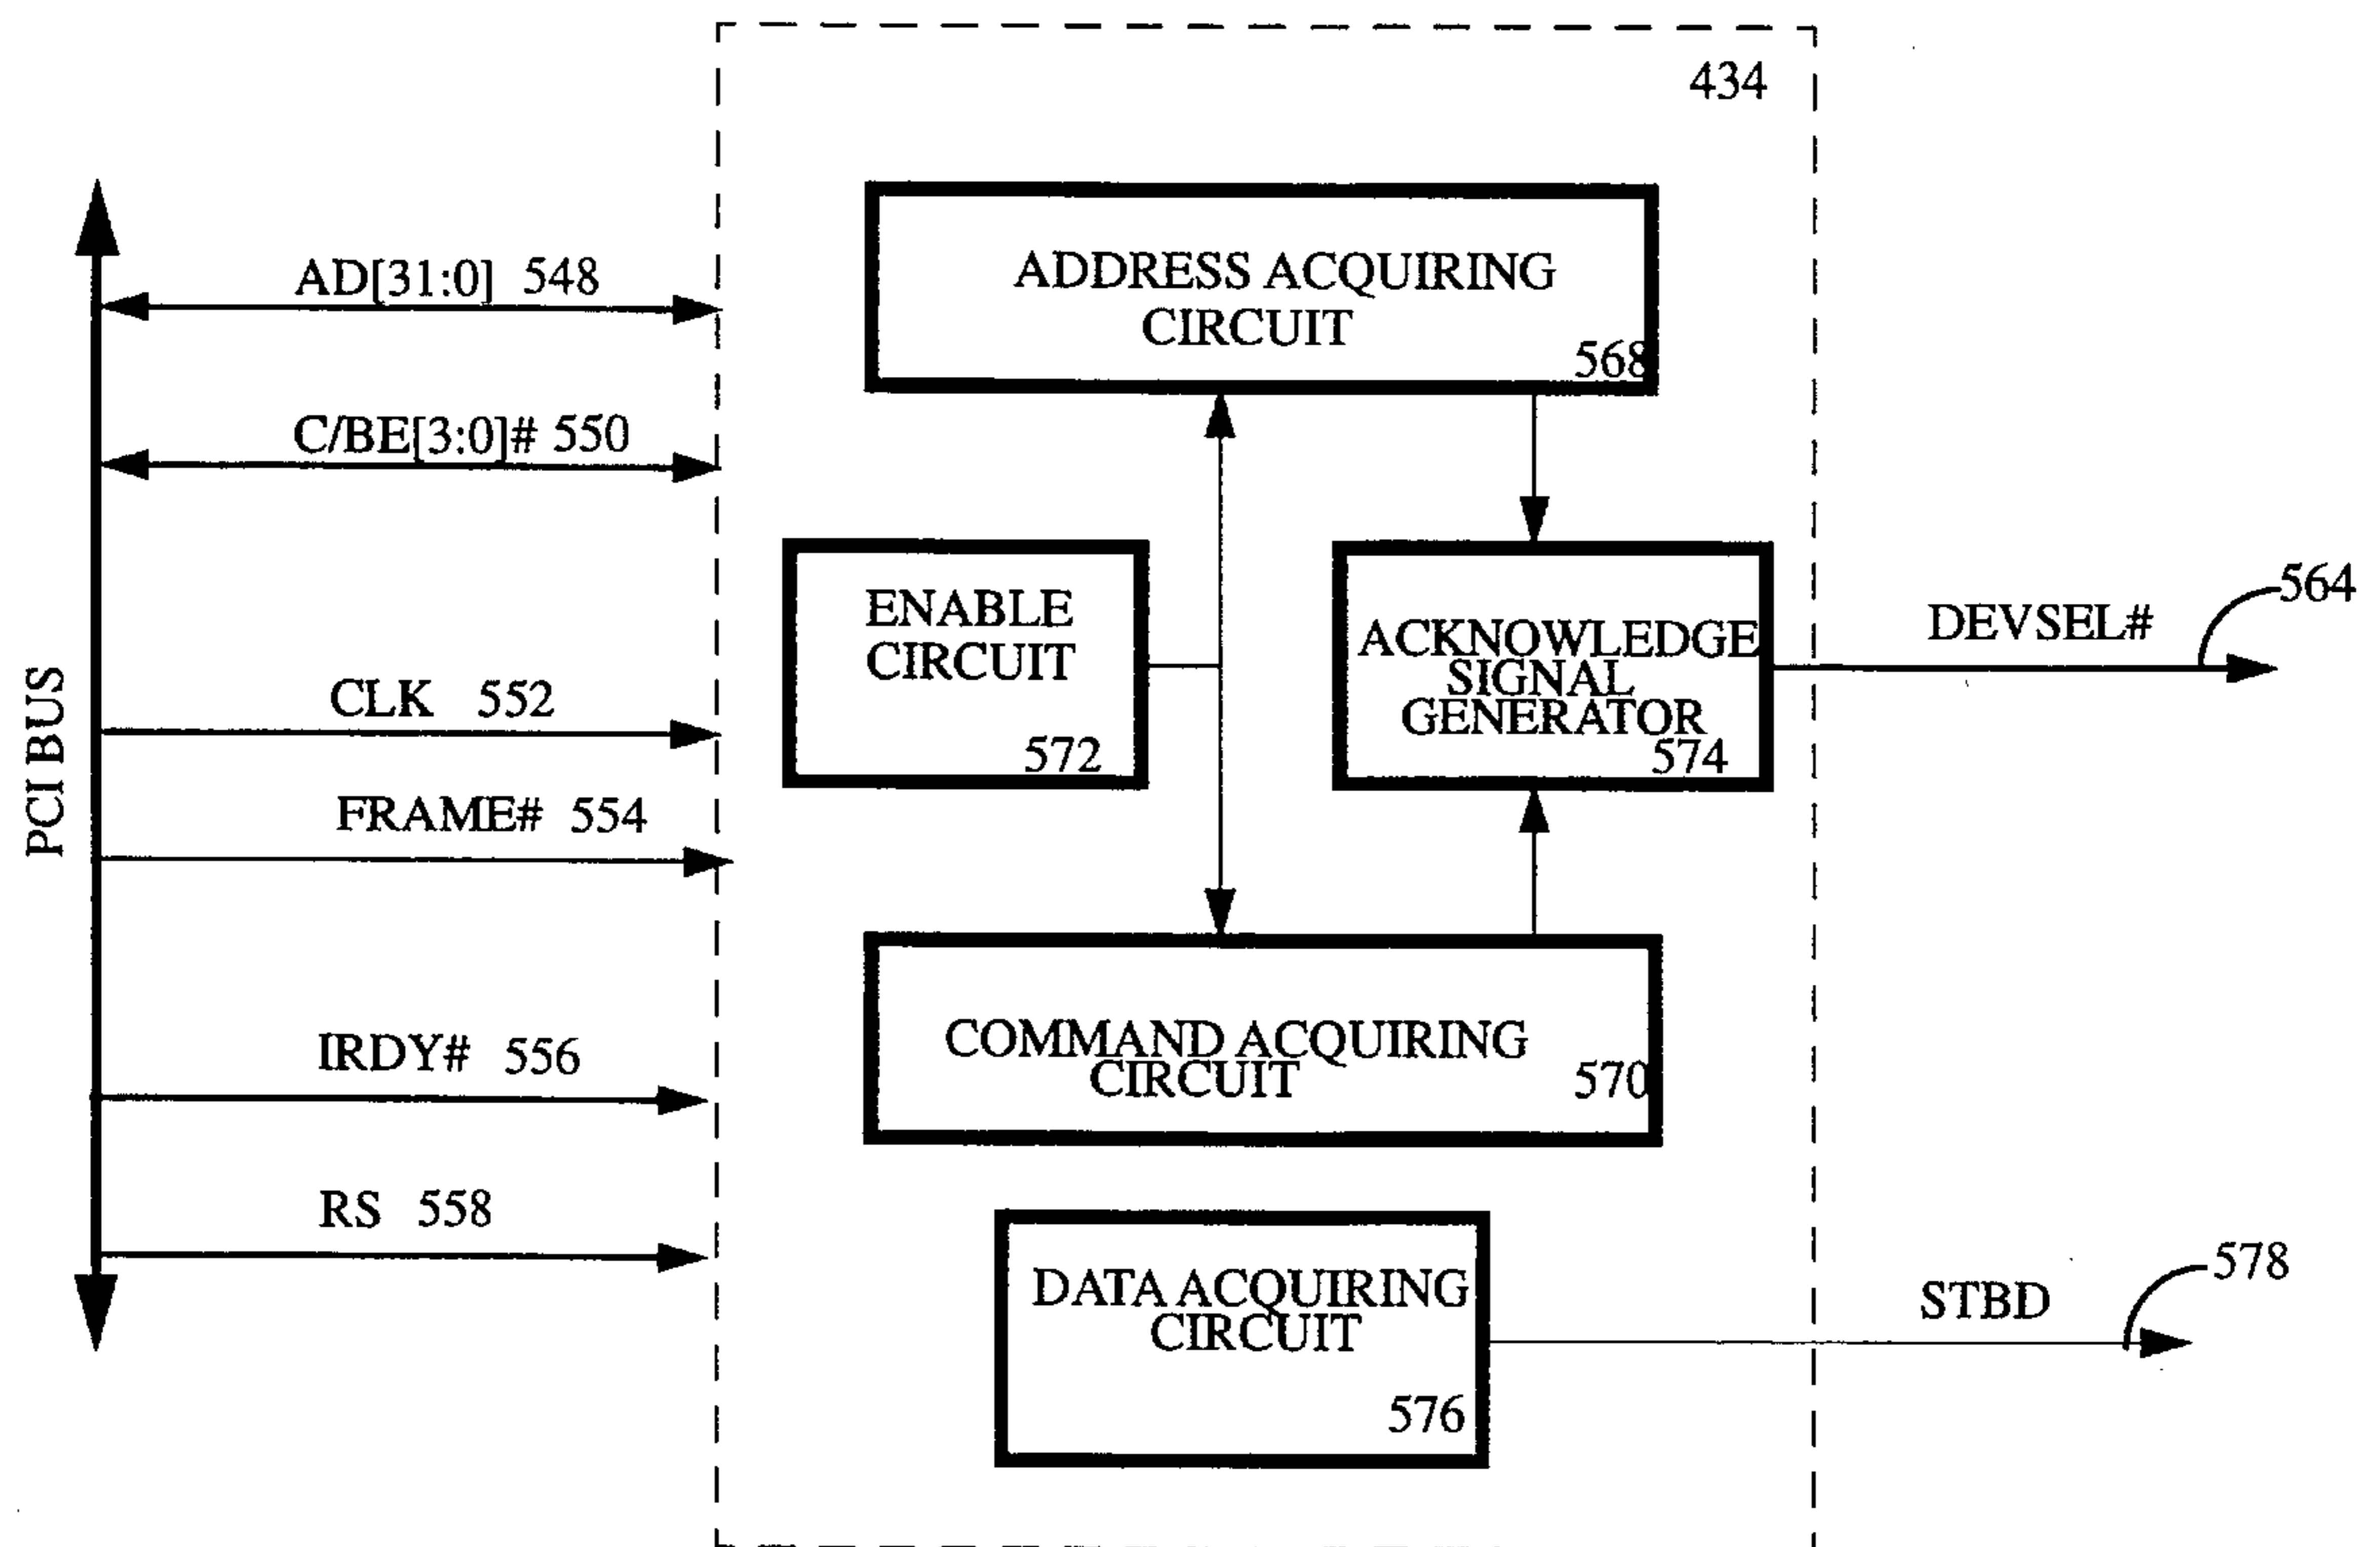 434
ADDRESS ACQUIRING
CIRCUIT
568
AD[31:0] 548
C/BE[3:0]# 550
ENABLE
CIRCUIT
572
ACKNOWLEDGE
SIGNAL
GENERATOR
574
DEVSEL#
564
PCI BUS
CLK 552
FRAME# 554
IRDY# 556
RS 558
COMMAND ACQUIRING
CIRCUIT
570
DATA ACQUIRING
CIRCUIT
576
STBD
578